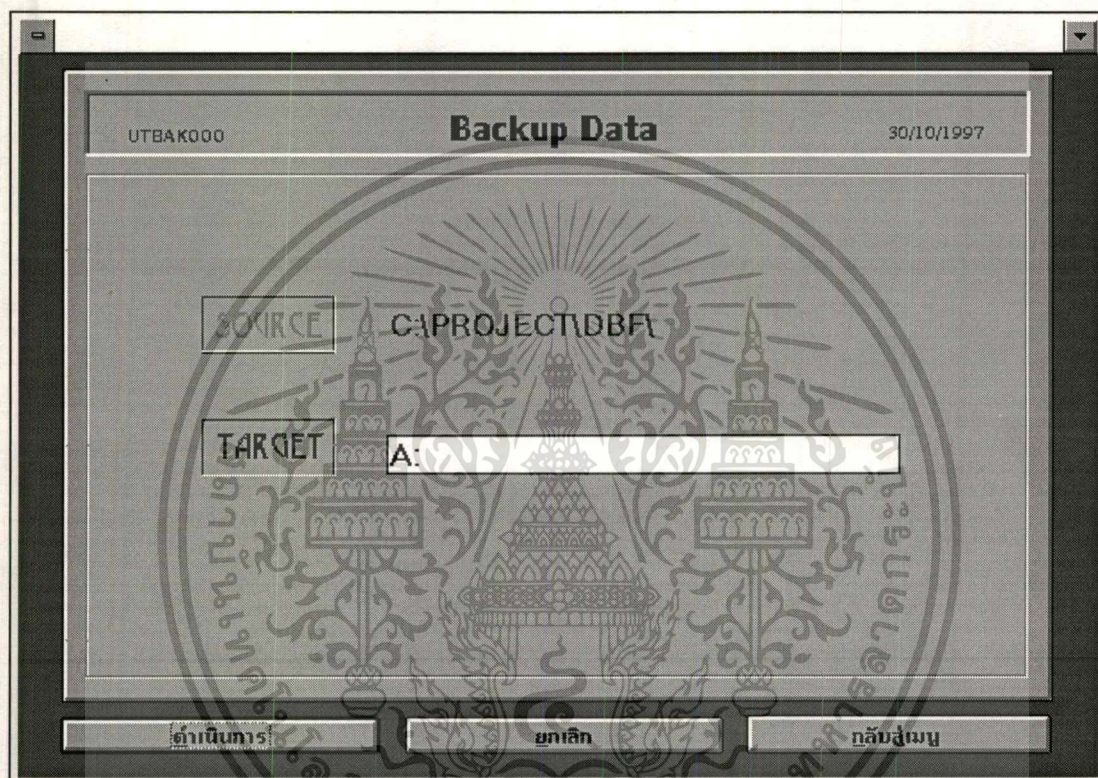 UTBAK000 Backup Data 30/10/1997
SOURCE C:\PROJECT\DBF\
TARGET A:
ดำเนินการ ยกเลิก กลับสู่เมนู